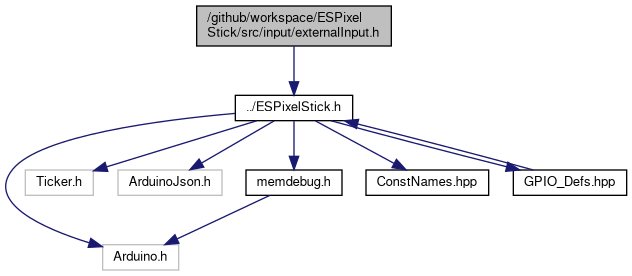 /github/workspace/ESPixel
Stick/src/input/externalInput.h
../ESPixelStick.h
Ticker.h
ArduinoJson.h
memdebug.h
ConstNames.hpp
GPIO_Defs.hpp
Arduino.h